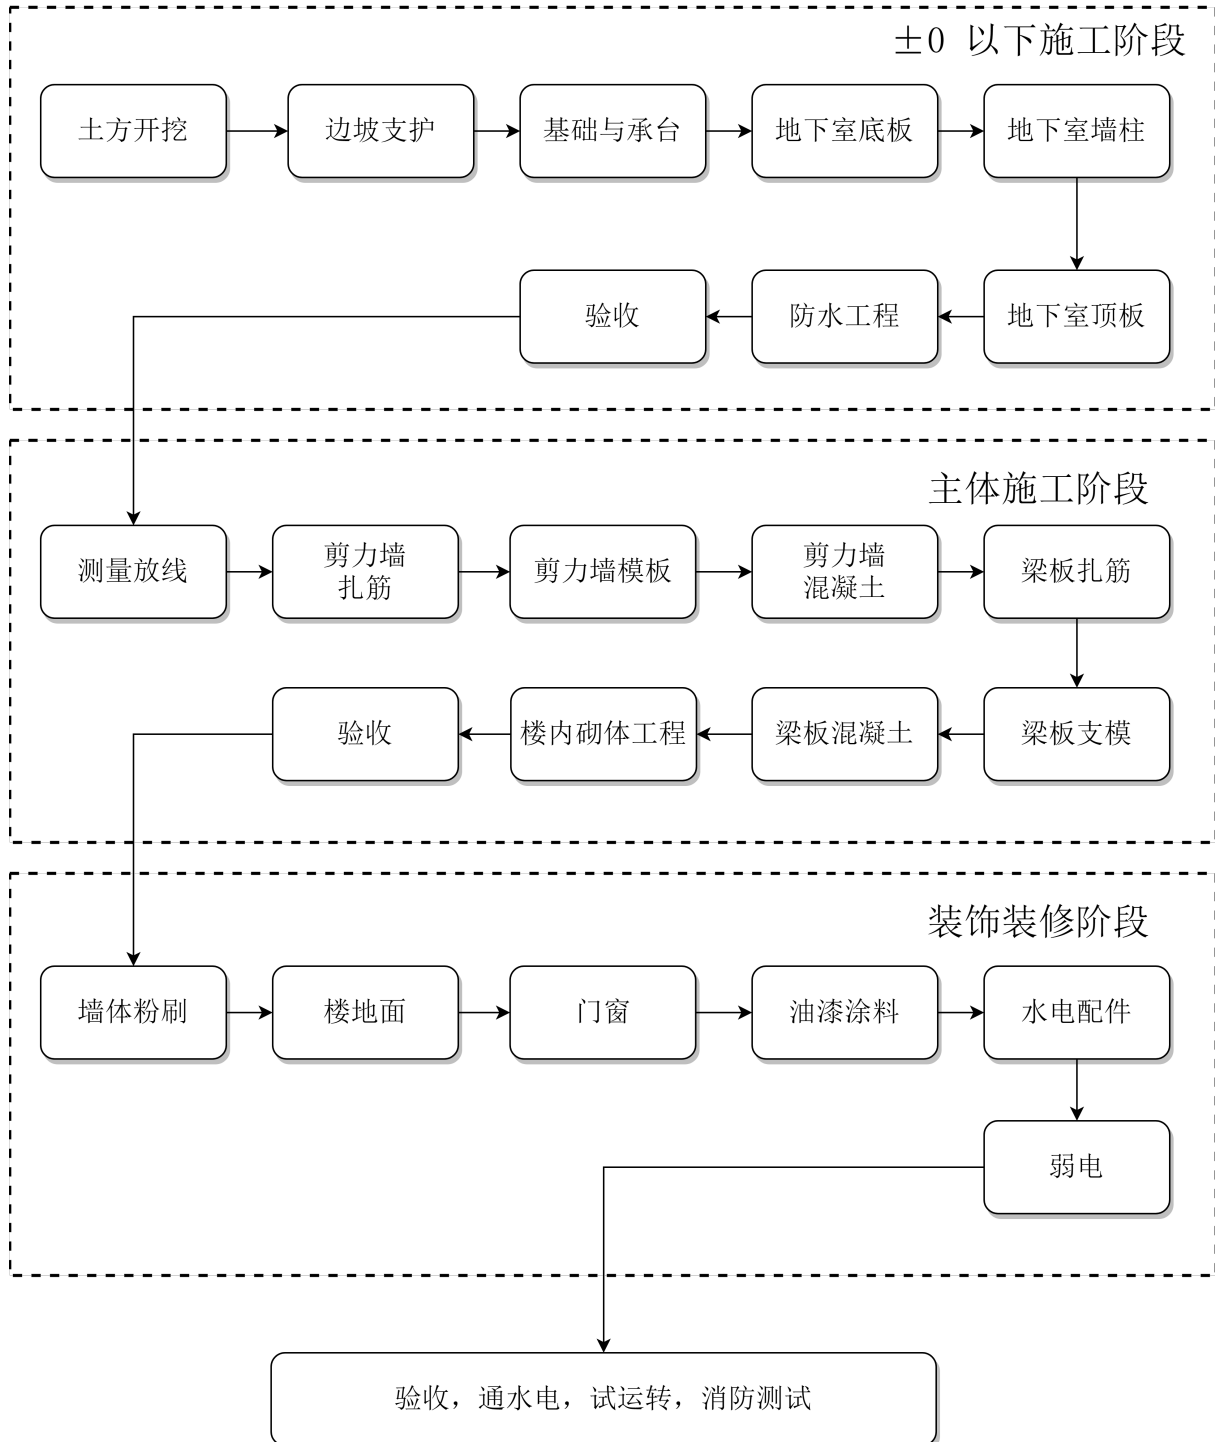 ±0 以下施工阶段
土方开挖
边坡支护
基础与承台
地下室底板
地下室墙柱
地下室顶板
防水工程
验收
主体施工阶段
测量放线
剪力墙
扎筋
剪力墙模板
剪力墙
混凝土
梁板扎筋
梁板支模
梁板混凝土
楼内砌体工程
验收
装饰装修阶段
墙体粉刷
楼地面
门窗
油漆涂料
水电配件
弱电
验收，通水电，试运转，消防测试